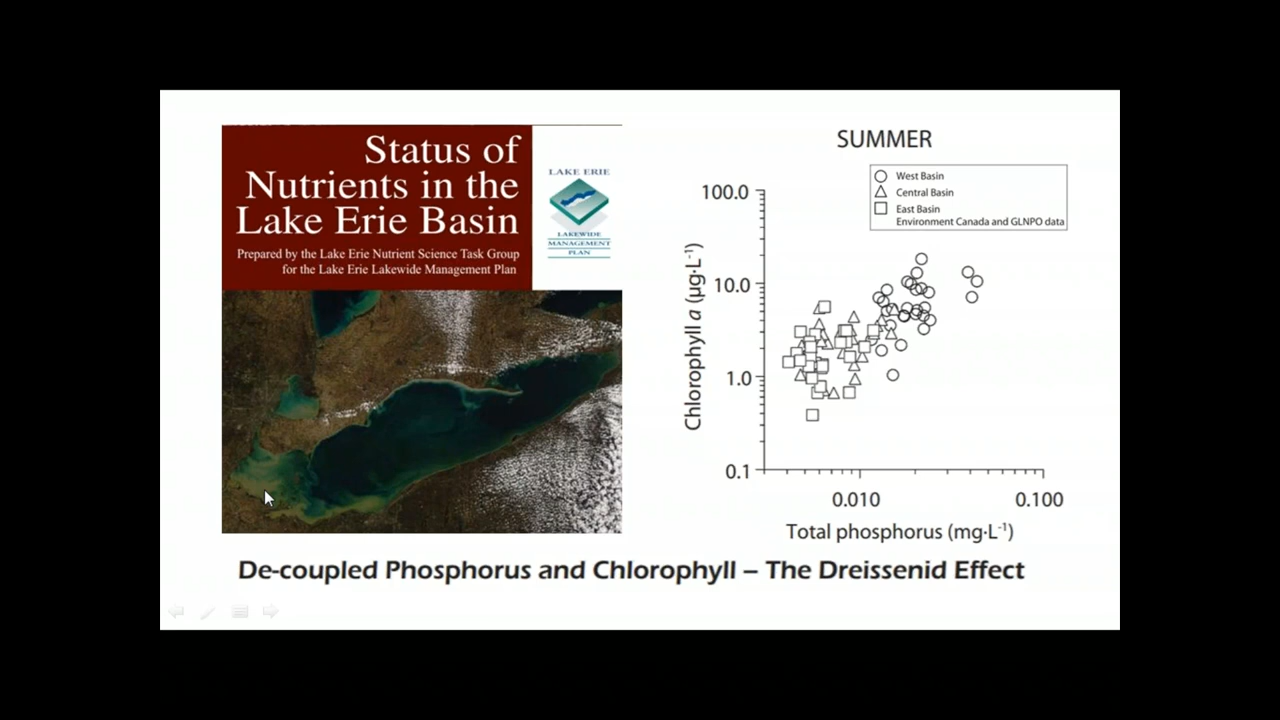 Status of
Nutrients in the
Lake Erie Basin
Prepared by the Lake Erie Nutrient Science Task Group
for the Lake Erie Lakewide Management Plan
LAKE ERIE
LAKEWIDE
MANAGEMENT
PLAN
SUMMER
West Basin
Central Basin
East Basin
Environment Canada and GLNPO data
Chlorophyll a (µg·L⁻¹)
100.0
10.0
1.0
0.1
0.010 0.100
Total phosphorus (mg·L⁻¹)
De-coupled Phosphorus and Chlorophyll – The Dreissenid Effect